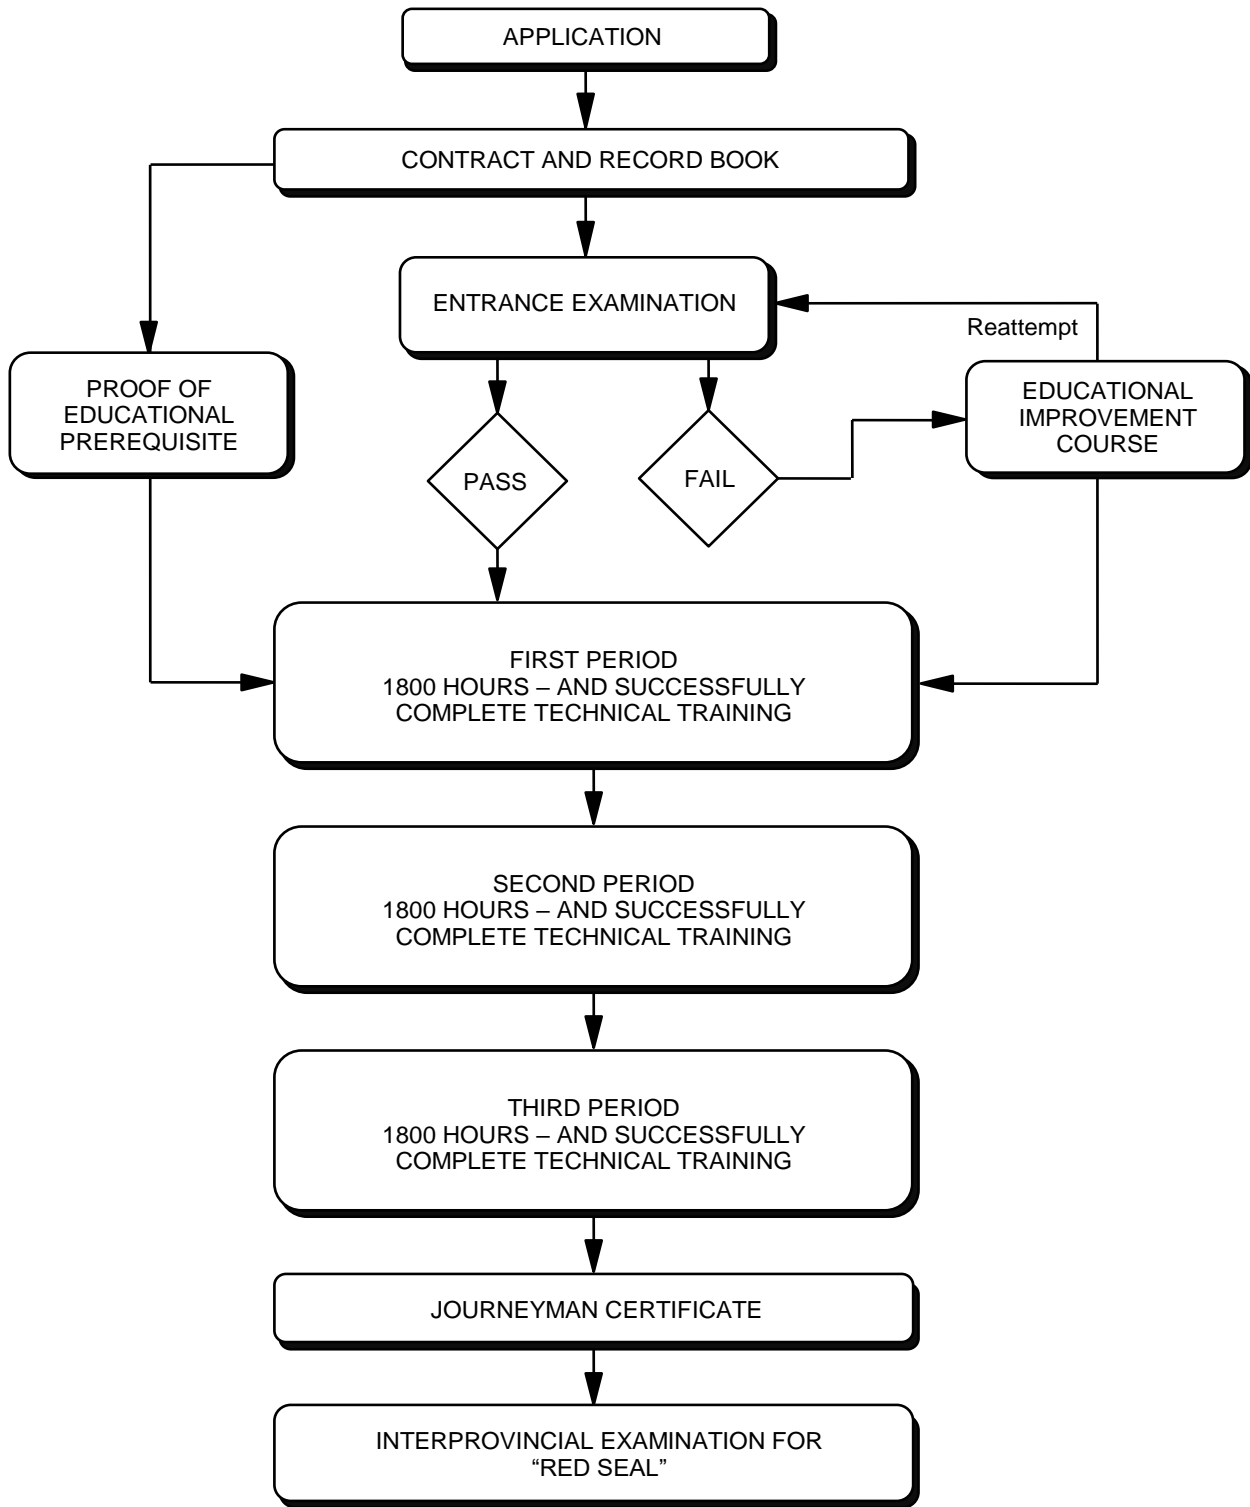 APPLICATION
CONTRACT AND RECORD BOOK
ENTRANCE EXAMINATION
Reattempt
PROOF OF
EDUCATIONAL
PREREQUISITE
EDUCATIONAL
IMPROVEMENT
COURSE
PASS
FAIL
FIRST PERIOD
1800 HOURS – AND SUCCESSFULLY
COMPLETE TECHNICAL TRAINING
SECOND PERIOD
1800 HOURS – AND SUCCESSFULLY
COMPLETE TECHNICAL TRAINING
THIRD PERIOD
1800 HOURS – AND SUCCESSFULLY
COMPLETE TECHNICAL TRAINING
JOURNEYMAN CERTIFICATE
INTERPROVINCIAL EXAMINATION FOR
“RED SEAL”